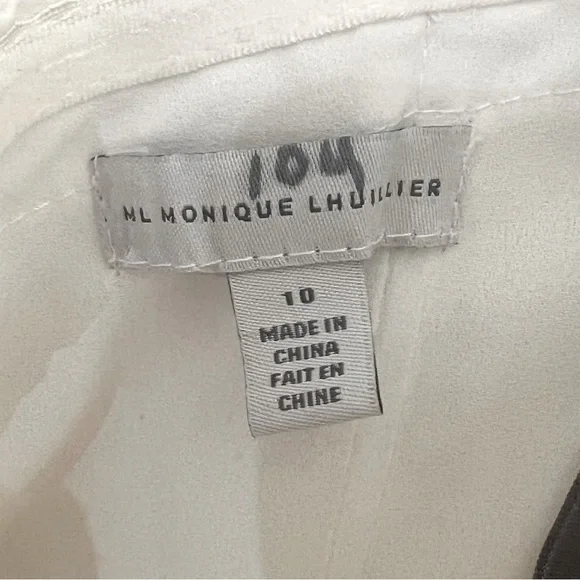 104
ML MONIQUE LHUILLIER
10
MADE IN
CHINA
FAIT EN
CHINE